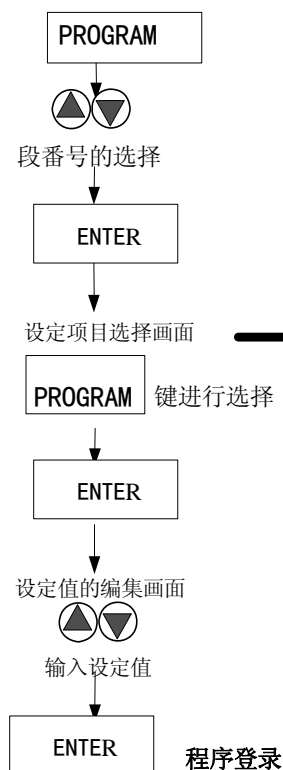 PROGRAM
段番号的选择
ENTER
设定项目选择画面
PROGRAM 键进行选择
ENTER
设定值的编集画面
输入设定值
ENTER 程序登录